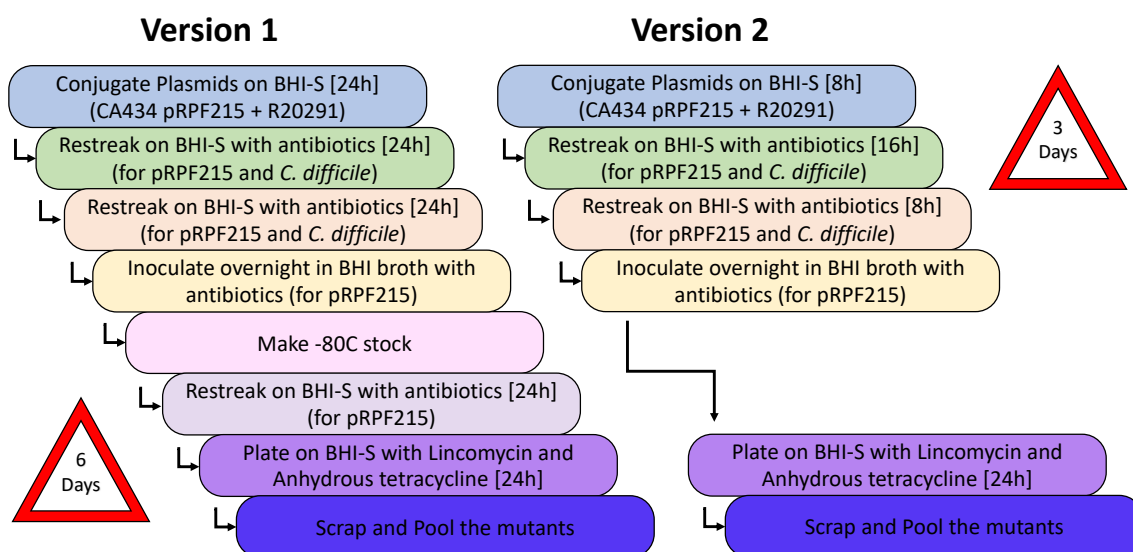 Version 1
Conjugate Plasmids on BHI-S [24h]
(CA434 pRPF215 + R20291)
Restreak on BHI-S with antibiotics [24h]
(for pRPF215 and C. difficile)
Restreak on BHI-S with antibiotics [24h]
(for pRPF215 and C. difficile)
Inoculate overnight in BHI broth with
antibiotics (for pRPF215)
Make -80C stock
Restreak on BHI-S with antibiotics [24h]
(for pRPF215)
Plate on BHI-S with Lincomycin and
Anhydrous tetracycline [24h]
Scrap and Pool the mutants
6
Days
Version 2
Conjugate Plasmids on BHI-S [8h]
(CA434 pRPF215 + R20291)
Restreak on BHI-S with antibiotics [16h]
(for pRPF215 and C. difficile)
Restreak on BHI-S with antibiotics [8h]
(for pRPF215 and C. difficile)
Inoculate overnight in BHI broth with
antibiotics (for pRPF215)
Plate on BHI-S with Lincomycin and
Anhydrous tetracycline [24h]
Scrap and Pool the mutants
3
Days